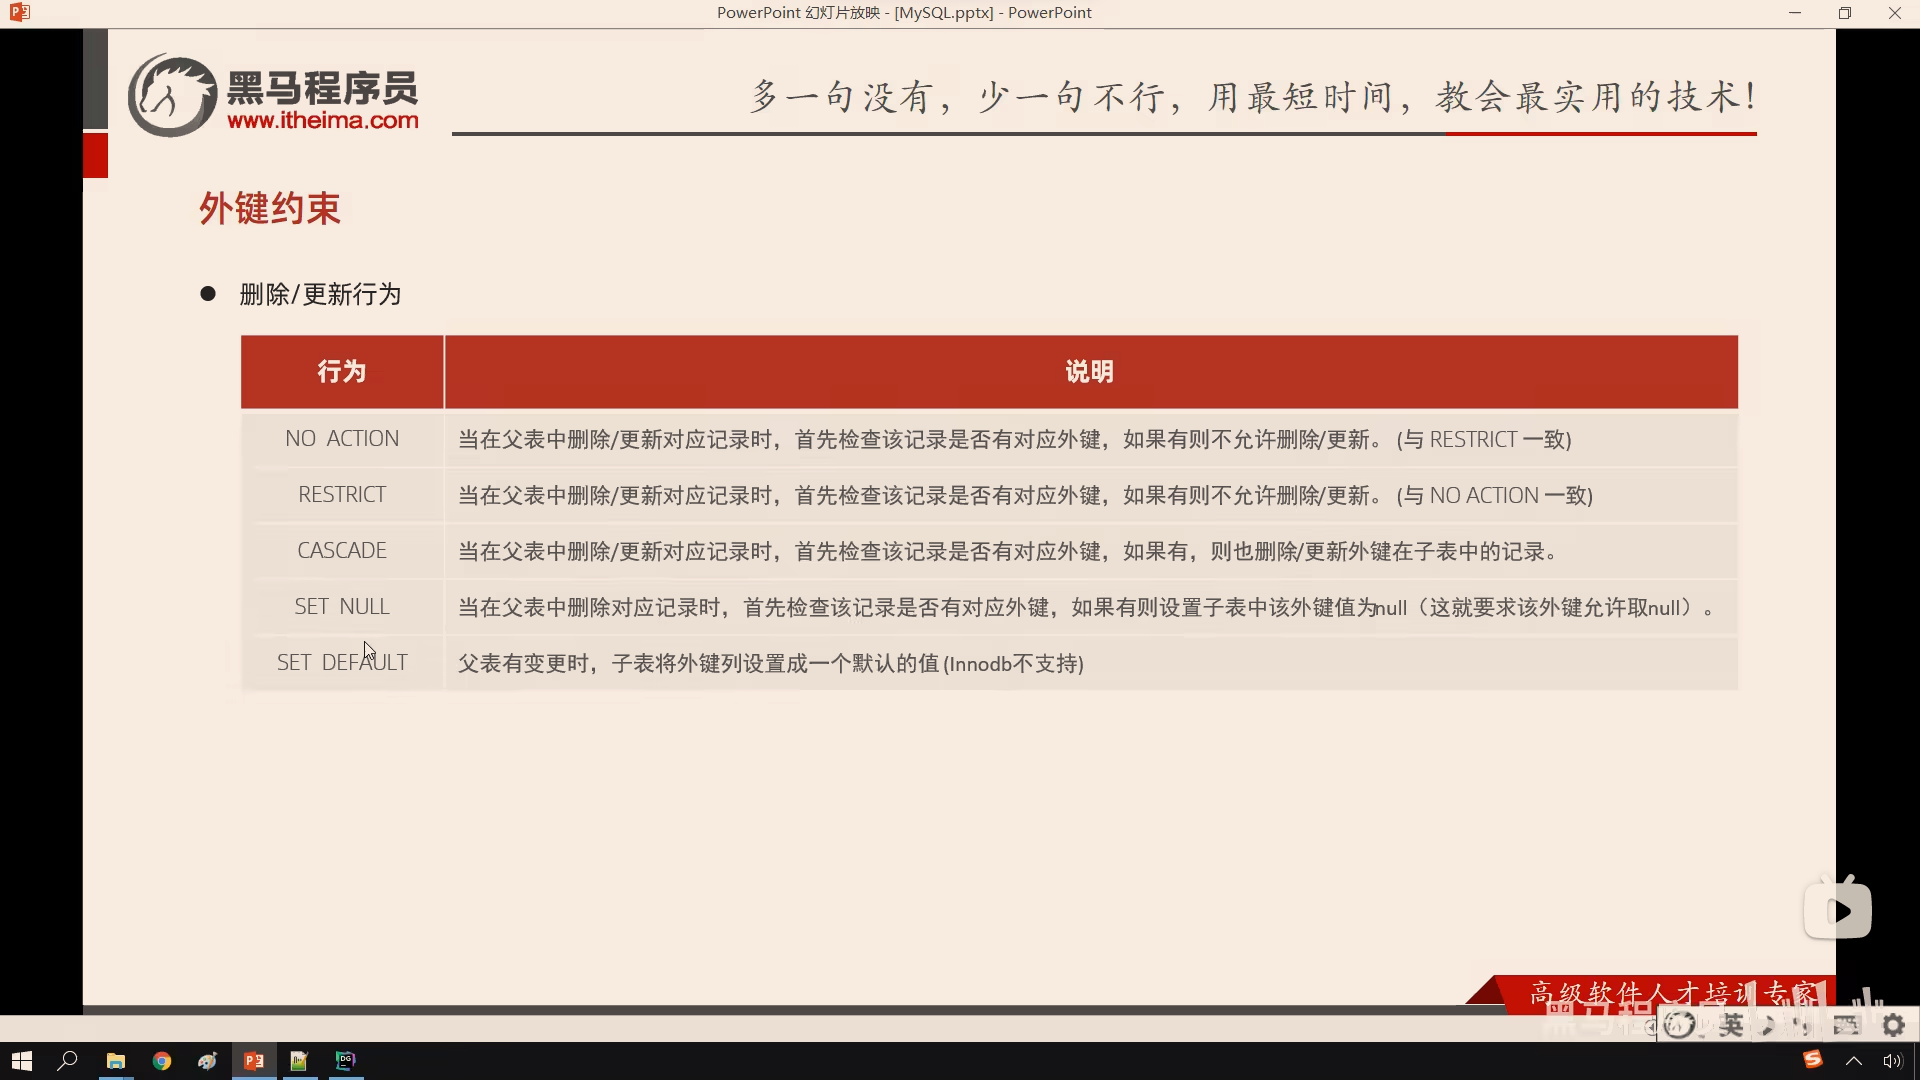 PowerPoint 幻灯片放映 - [MySQL.pptx] - PowerPoint
黑马程序员
www.itheima.com
多一句没有，少一句不行，用最短时间，教会最实用的技术！
外键约束
删除/更新行为
行为 说明
NO ACTION 当在父表中删除/更新对应记录时，首先检查该记录是否有对应外键，如果有则不允许删除/更新。 (与 RESTRICT 一致)
RESTRICT 当在父表中删除/更新对应记录时，首先检查该记录是否有对应外键，如果有则不允许删除/更新。 (与 NO ACTION 一致)
CASCADE 当在父表中删除/更新对应记录时，首先检查该记录是否有对应外键，如果有，则也删除/更新外键在子表中的记录。
SET NULL 当在父表中删除对应记录时，首先检查该记录是否有对应外键，如果有则设置子表中该外键值为null（这就要求该外键允许取null）。
SET DEFAULT 父表有变更时，子表将外键列设置成一个默认的值 (Innodb不支持)
高级软件人才培训专家
英